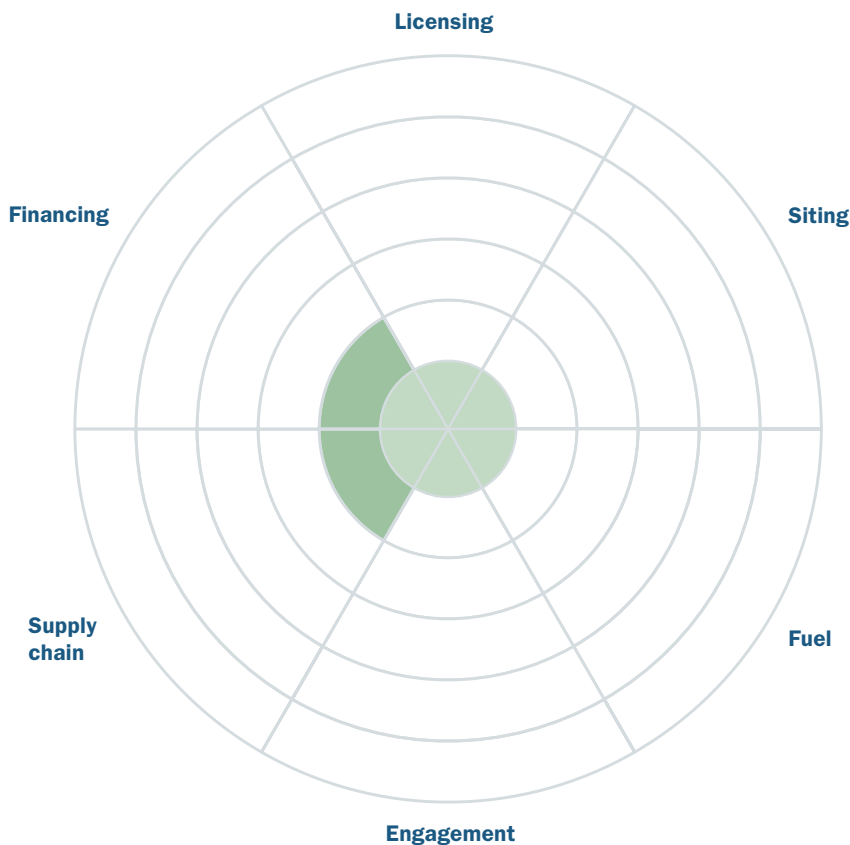 Licensing
Financing
Siting
Supply
chain
Fuel
Engagement